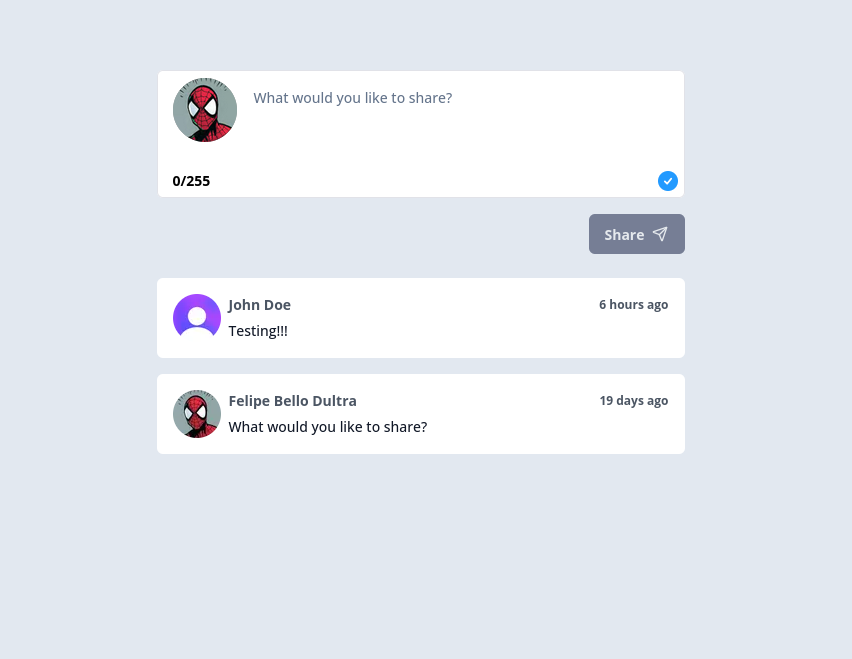 What would you like to share?
0/255
Share
John Doe
6 hours ago
Testing!!!
Felipe Bello Dultra
19 days ago
What would you like to share?